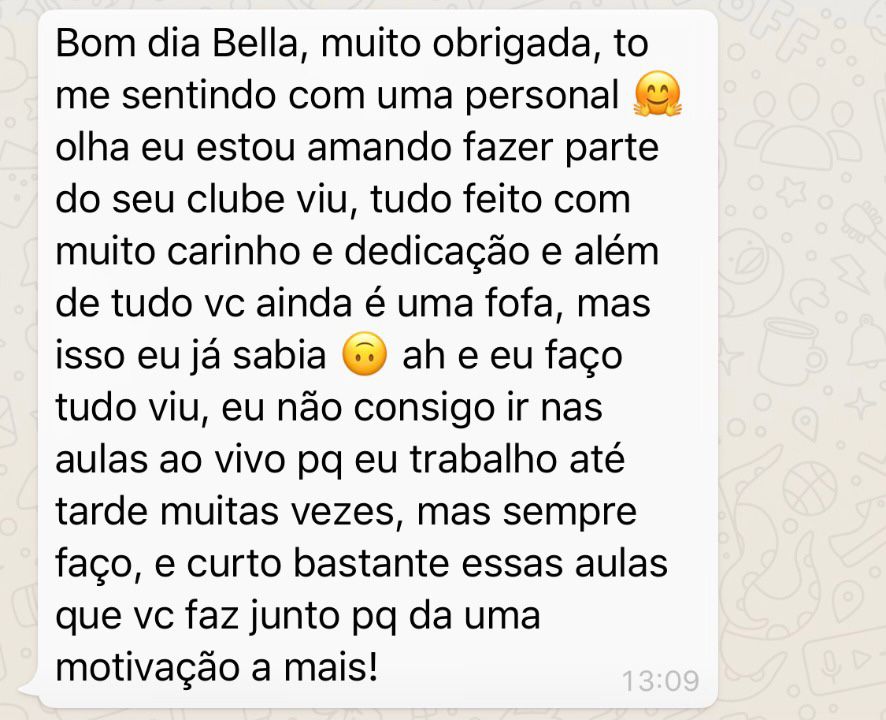 Bom dia Bella, muito obrigada, to
me sentindo com uma personal 🤗
olha eu estou amando fazer parte
do seu clube viu, tudo feito com
muito carinho e dedicação e além
de tudo vc ainda é uma fofa, mas
isso eu já sabia 🙃 ah e eu faço
tudo viu, eu não consigo ir nas
aulas ao vivo pq eu trabalho até
tarde muitas vezes, mas sempre
faço, e curto bastante essas aulas
que vc faz junto pq da uma
motivação a mais!
13:09